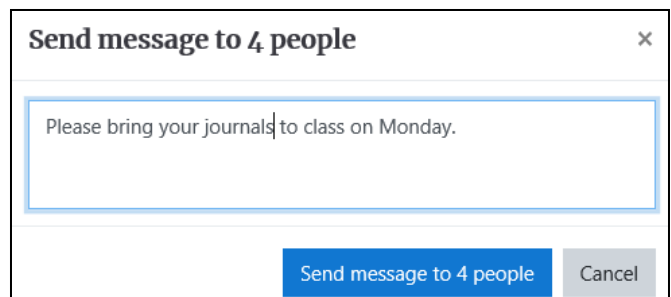 Send message to 4 people ×
Please bring your journals to class on Monday.
Send message to 4 people Cancel